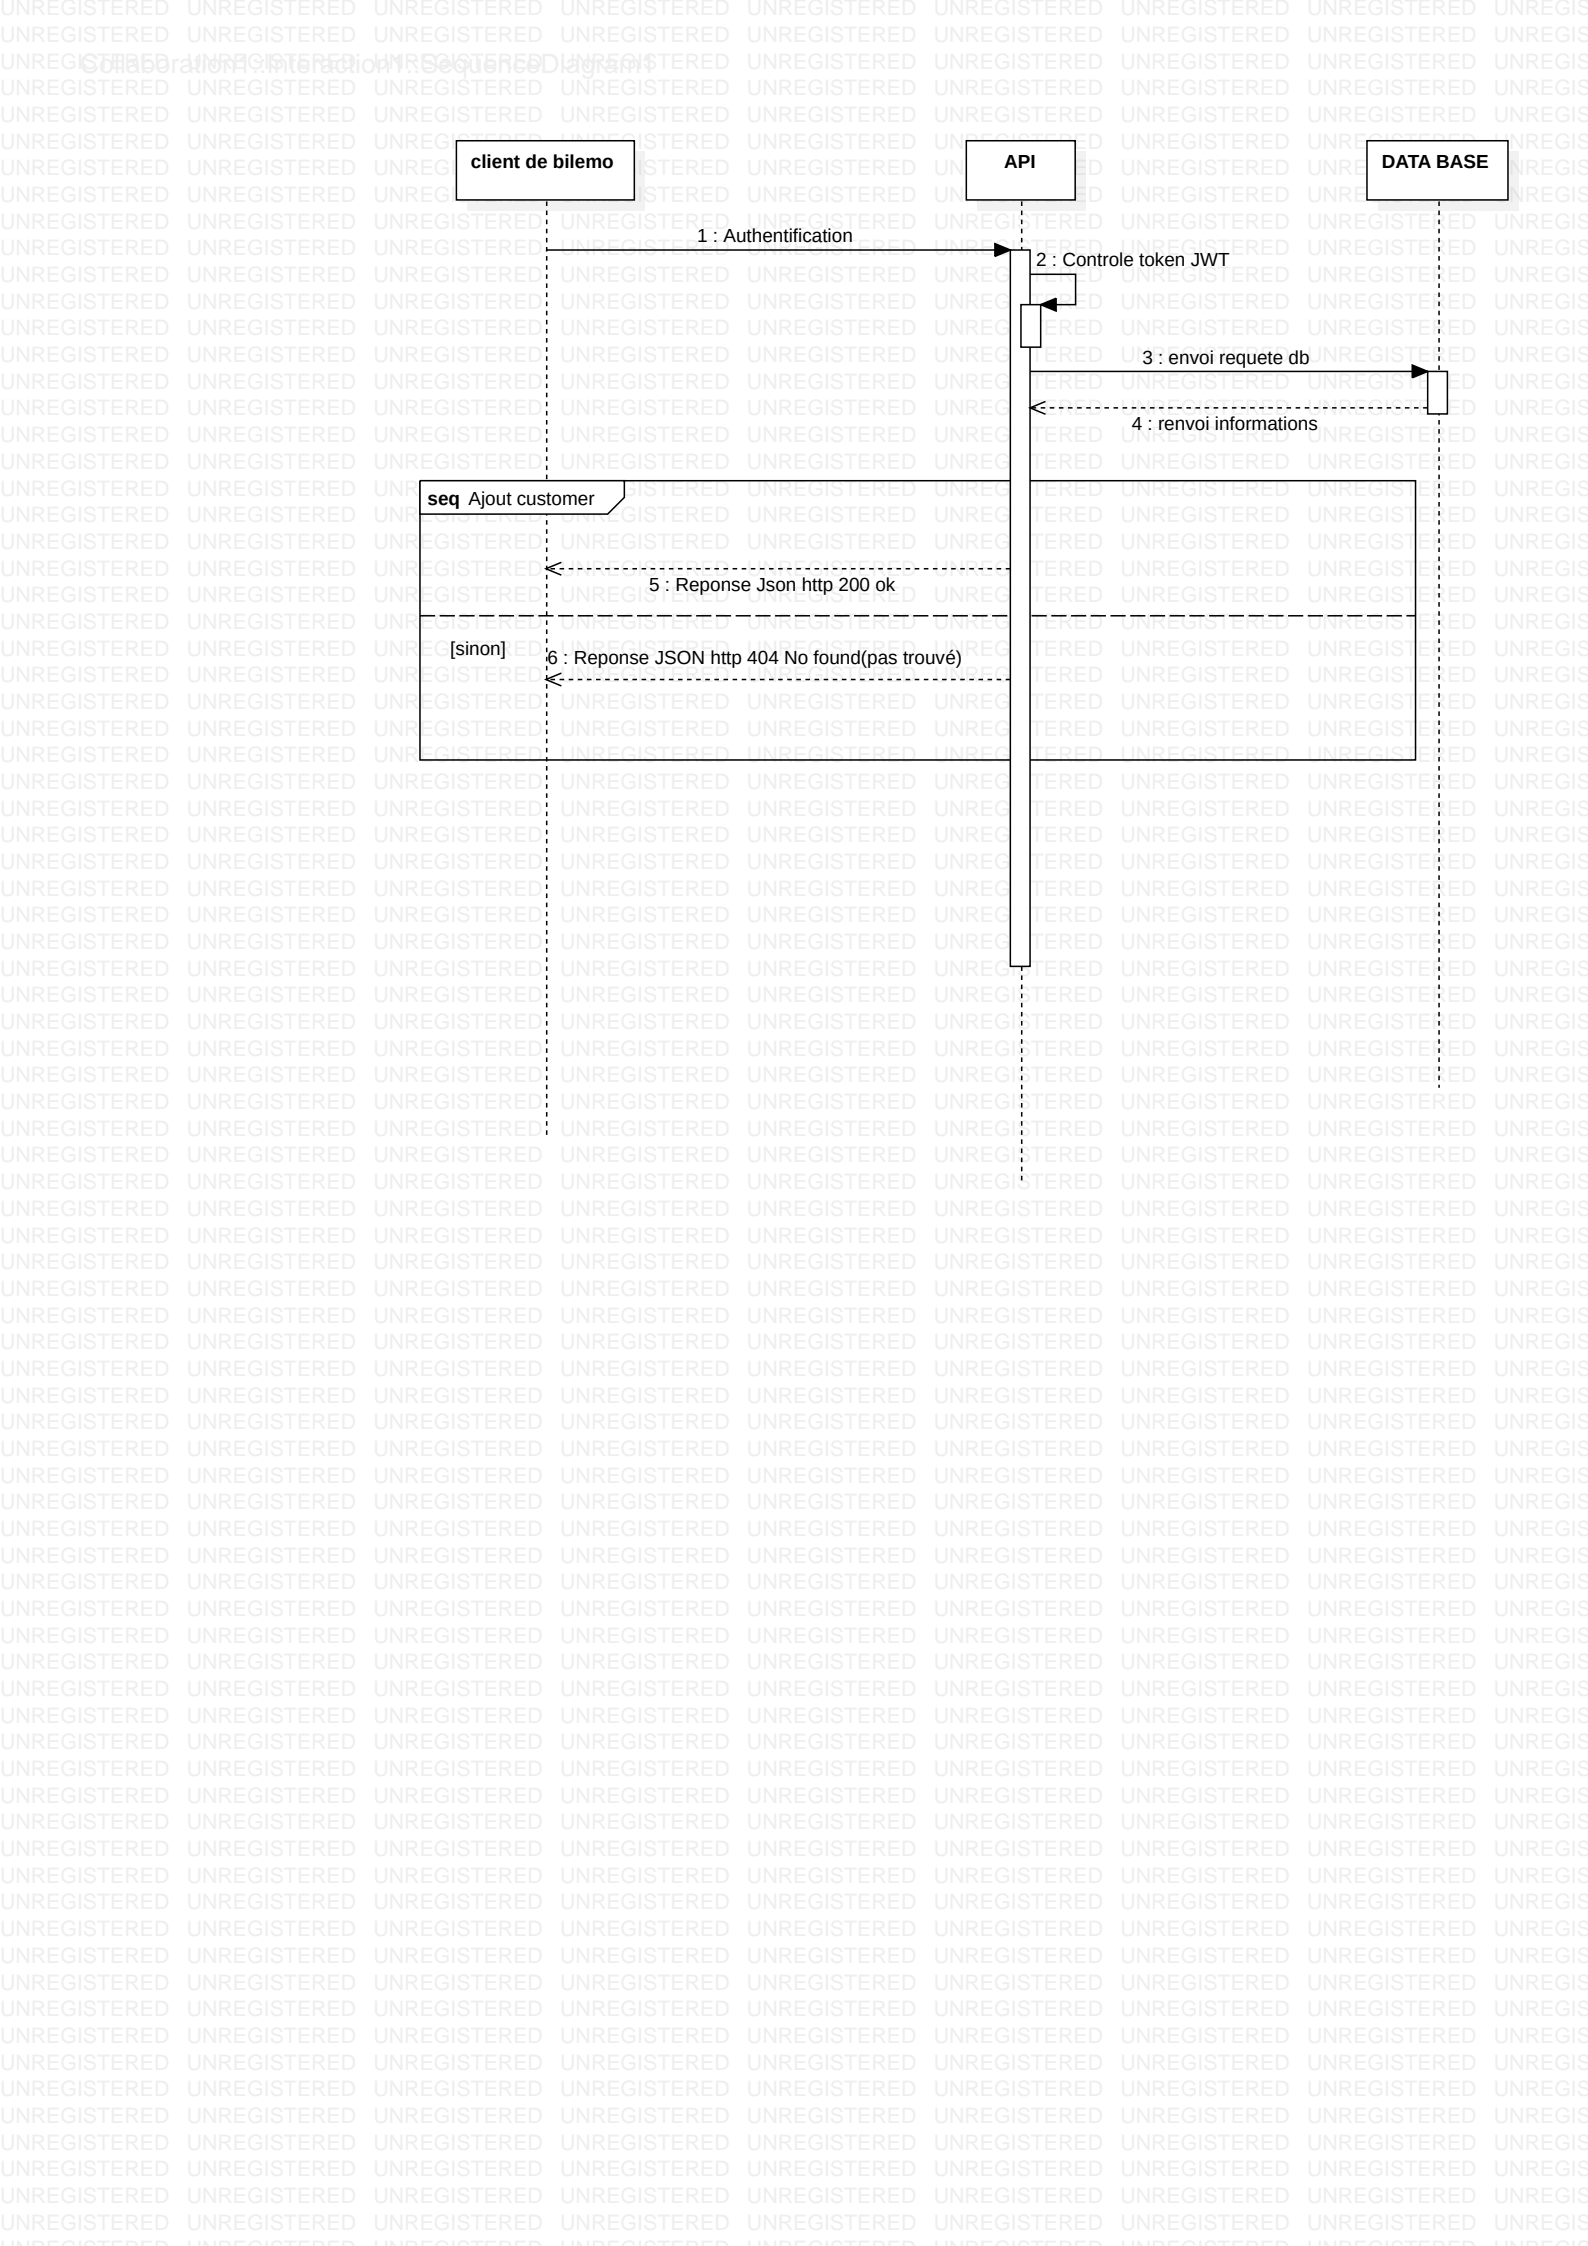 Collaboration1::Interaction1::SequenceDiagram1
client de bilemo
API
DATA BASE
1 : Authentification
2 : Controle token JWT
3 : envoi requete db
4 : renvoi informations
seq Ajout customer
5 : Reponse Json http 200 ok
[sinon]
6 : Reponse JSON http 404 No found(pas trouvé)
UNREGISTERED